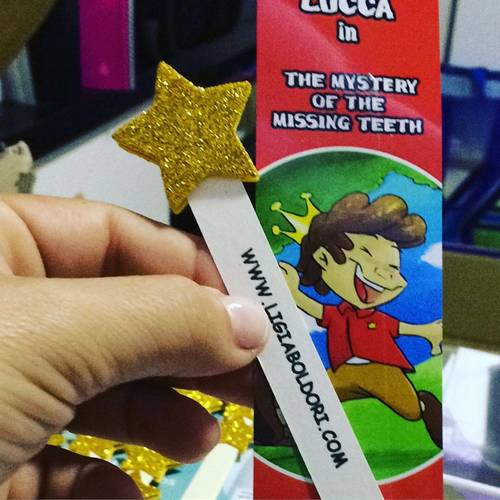 LUCCA
in
THE MYSTERY
OF THE
MISSING TEETH
WWW.LIGIABOLDORI.COM